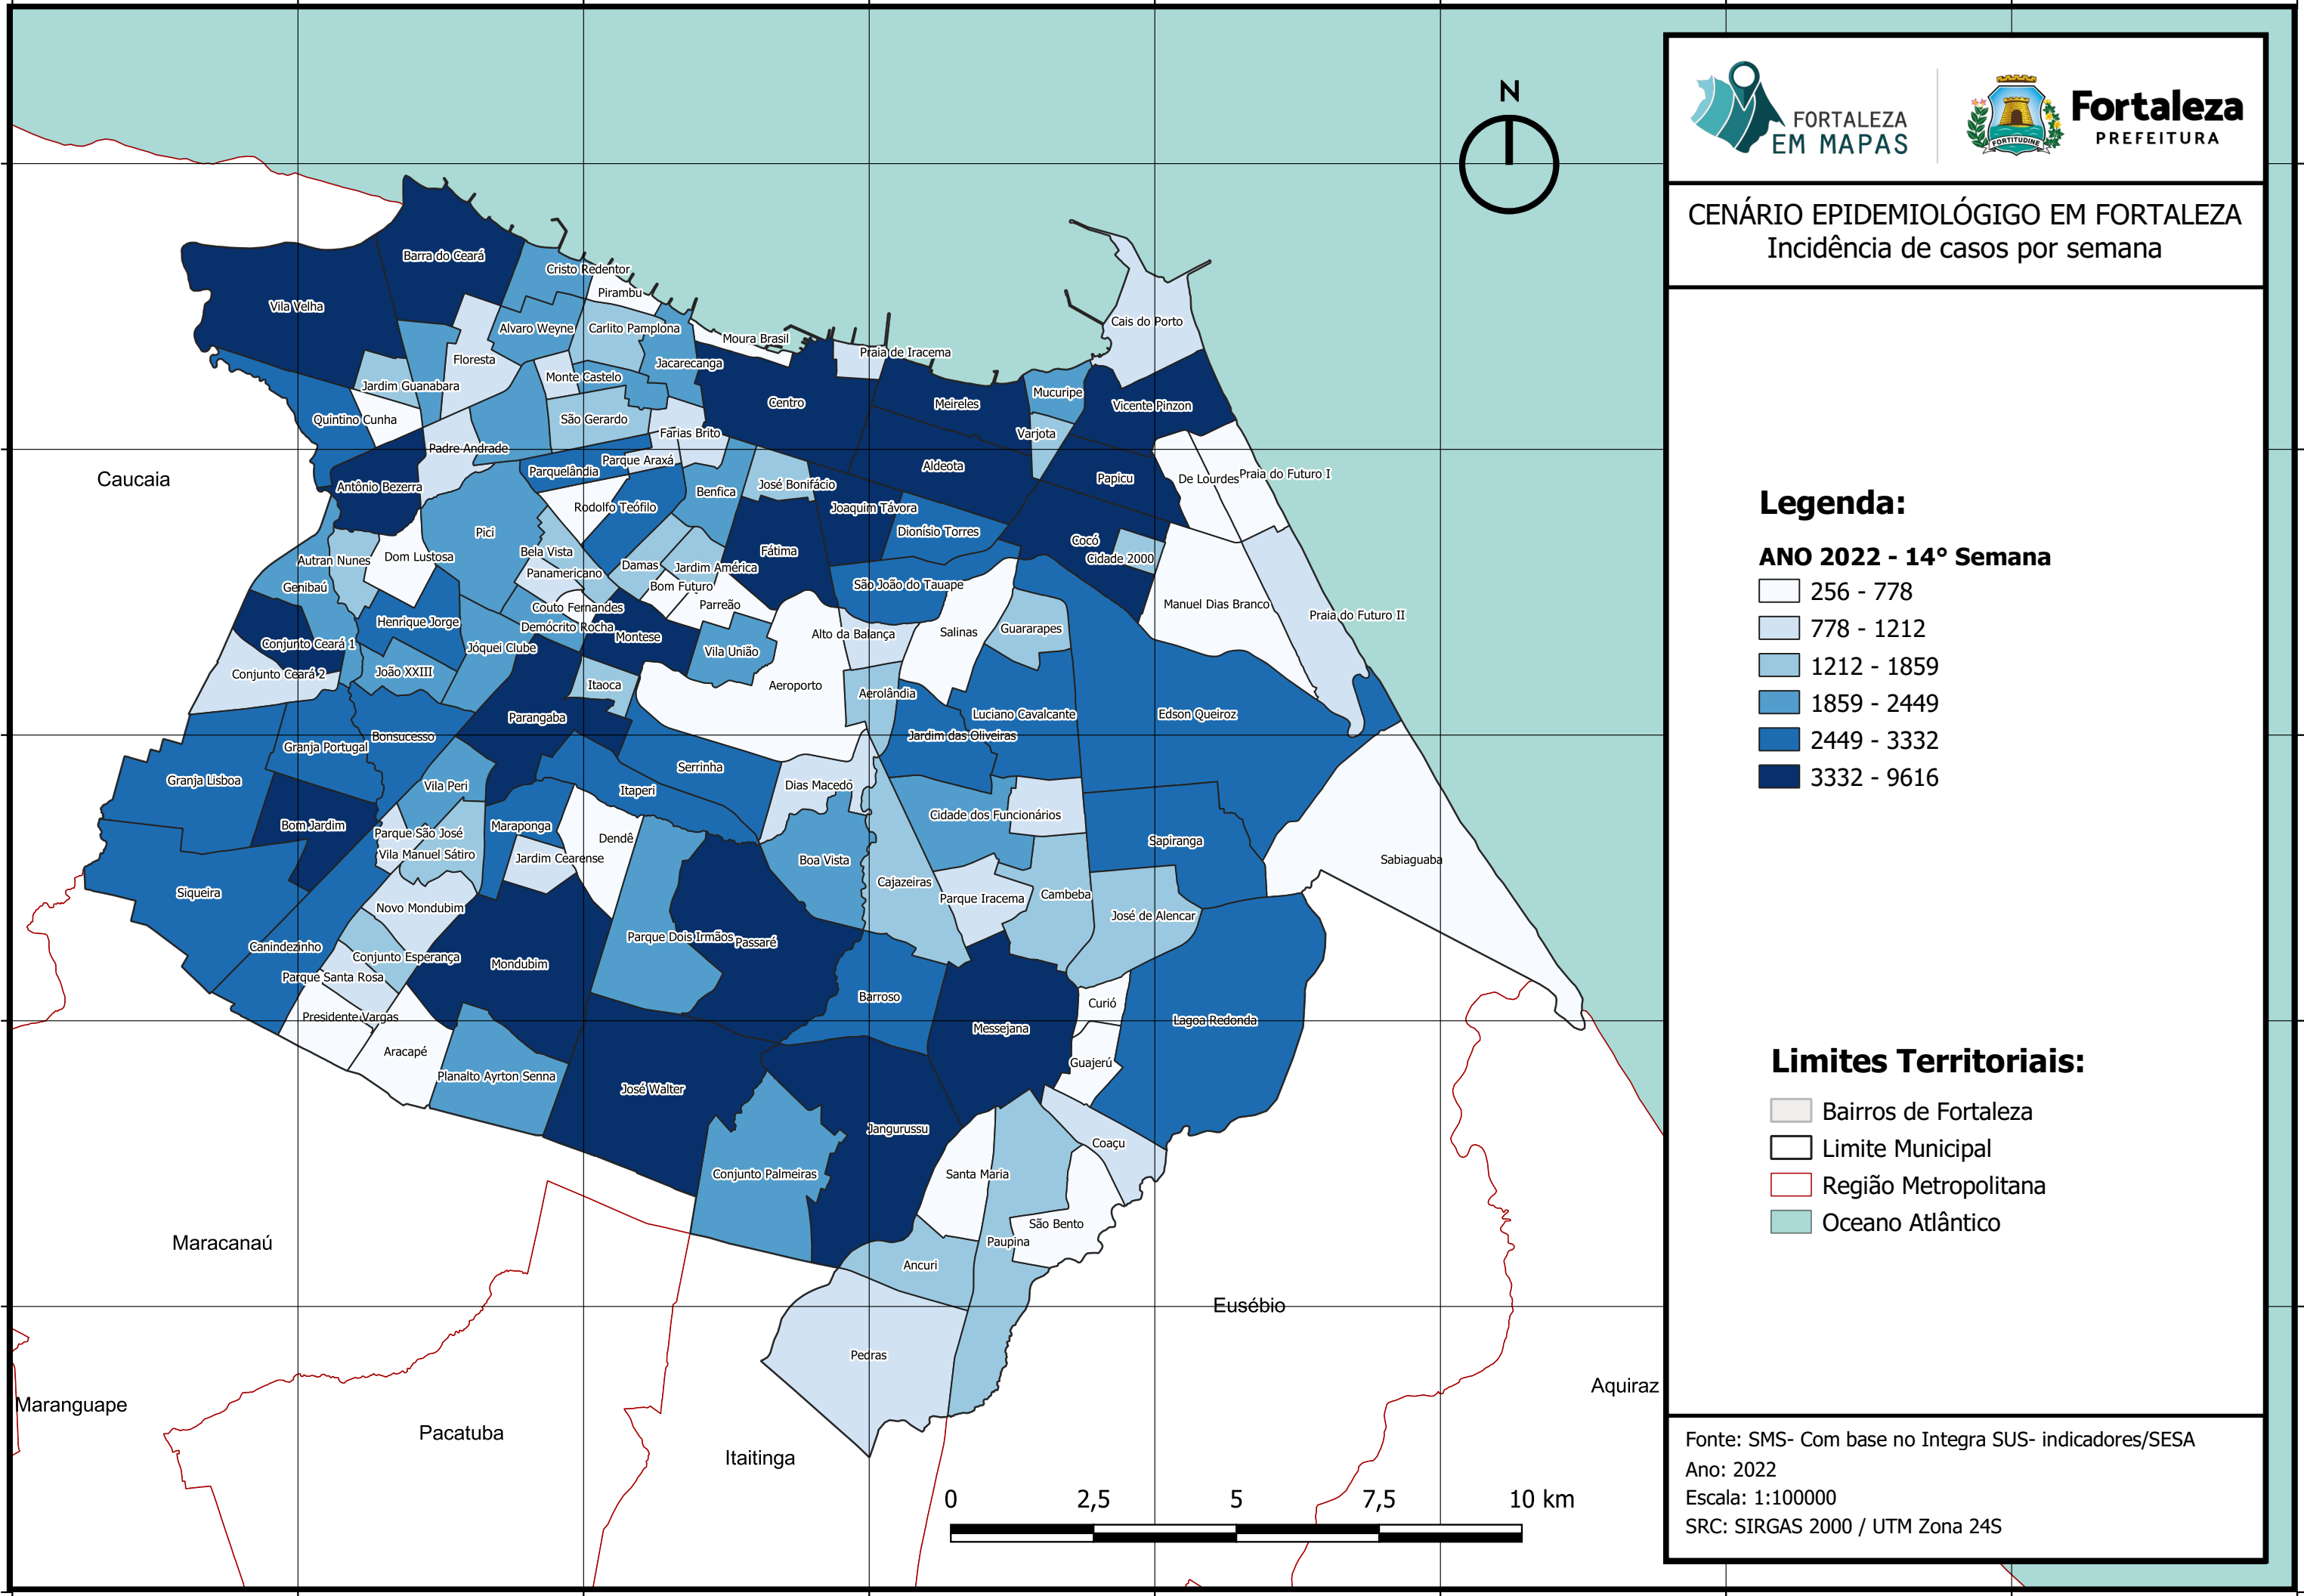 N
FORTALEZA
EM MAPAS
FORTITUDINE
Fortaleza
PREFEITURA
CENÁRIO EPIDEMIOLÓGIGO EM FORTALEZA
Incidência de casos por semana
Legenda:
ANO 2022 - 14° Semana
256 - 778
778 - 1212
1212 - 1859
1859 - 2449
2449 - 3332
3332 - 9616
Limites Territoriais:
Bairros de Fortaleza
Limite Municipal
Região Metropolitana
Oceano Atlântico
Fonte: SMS- Com base no Integra SUS- indicadores/SESA
Ano: 2022
Escala: 1:100000
SRC: SIRGAS 2000 / UTM Zona 24S
Barra do Ceará
Cristo Redentor
Pirambu
Vila Velha
Cais do Porto
Alvaro Weyne
Carlito Pamplona
Moura Brasil
Praia de Iracema
Floresta
Jacarecanga
Monte Castelo
Jardim Guanabara
Mucuripe
Centro
Meireles
Vicente Pinzon
Quintino Cunha
São Gerardo
Farias Brito
Varjota
Padre Andrade
Parque Araxá
Aldeota
Parquelândia
Praia do Futuro I
Papicu
De Lourdes
Caucaia
Antônio Bezerra
José Bonifácio
Benfica
Rodolfo Teófilo
Joaquim Távora
Dionísio Torres
Pici
Cocó
Bela Vista
Fátima
Dom Lustosa
Cidade 2000
Autran Nunes
Damas
Jardim América
Panamericano
Genibaú
Bom Futuro
São João do Tauape
Couto Fernandes
Parreão
Manuel Dias Branco
Praia do Futuro II
Henrique Jorge
Demócrito Rocha
Montese
Alto da Balança
Salinas
Guararapes
Conjunto Ceará 1
Jóquei Clube
Vila União
Conjunto Ceará 2
João XXIII
Itaoca
Aeroporto
Aerolândia
Parangaba
Luciano Cavalcante
Edson Queiroz
Bonsucesso
Jardim das Oliveiras
Granja Portugal
Serrinha
Granja Lisboa
Vila Peri
Itaperi
Dias Macedo
Cidade dos Funcionários
Bom Jardim
Maraponga
Parque São José
Dendê
Sapiranga
Vila Manuel Sátiro
Jardim Cearense
Boa Vista
Sabiaguaba
Siqueira
Cajazeiras
Parque Iracema
Cambeba
Novo Mondubim
José de Alencar
Canindezinho
Parque Dois Irmãos
Passaré
Conjunto Esperança
Mondubim
Parque Santa Rosa
Barroso
Curió
Presidente Vargas
Messejana
Lagoa Redonda
Aracapé
Guajerú
Planalto Ayrton Senna
José Walter
Jangurussu
Coaçu
Conjunto Palmeiras
Santa Maria
São Bento
Maracanaú
Paupina
Ancuri
Eusébio
Pedras
Aquiraz
Maranguape
Pacatuba
Itaitinga
0 2,5 5 7,5 10 km